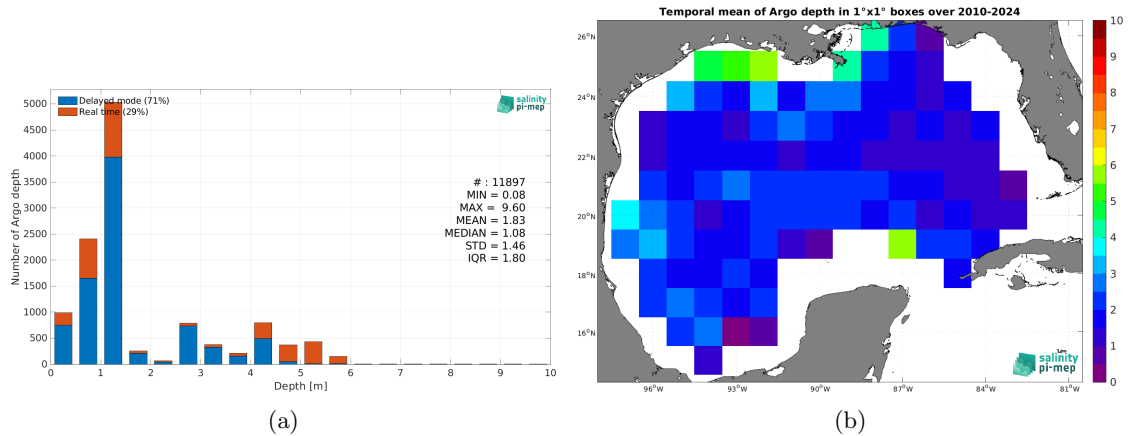 Temporal mean of Argo depth in 1°x1° boxes over 2010-2024
Delayed mode (71%)
Real time (29%)
salinity
pi-mep
# : 11897
MIN = 0.08
MAX = 9.60
MEAN = 1.83
MEDIAN = 1.08
STD = 1.46
IQR = 1.80
Number of Argo depth
5000
4500
4000
3500
3000
2500
2000
1500
1000
500
0
0 1 2 3 4 5 6 7 8 9 10
Depth [m]
(a)
26°N
24°N
22°N
20°N
18°N
16°N
96°W 93°W 90°W 87°W 84°W 81°W
salinity
pi-mep
10
9
8
7
6
5
4
3
2
1
0
(b)